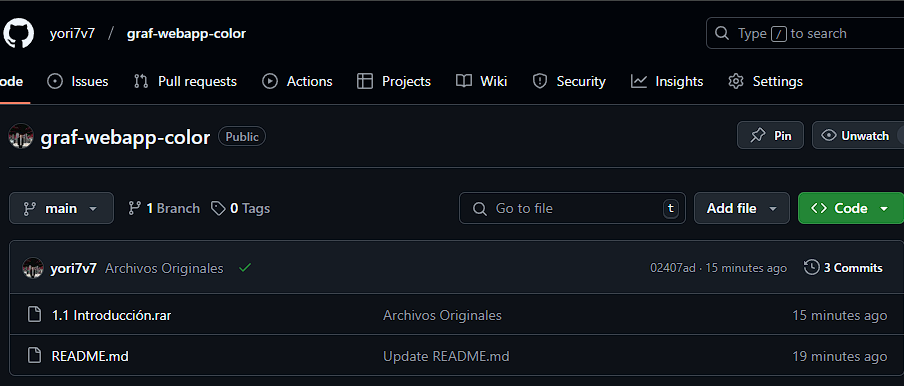 yori7v7 / graf-webapp-color
Type / to search
ode Issues Pull requests Actions Projects Wiki Security Insights Settings
graf-webapp-color Public
Pin Unwatch
main 1 Branch 0 Tags
Go to file t Add file Code
yori7v7 Archivos Originales 02407ad · 15 minutes ago 3 Commits
1.1 Introducción.rar Archivos Originales 15 minutes ago
README.md Update README.md 19 minutes ago